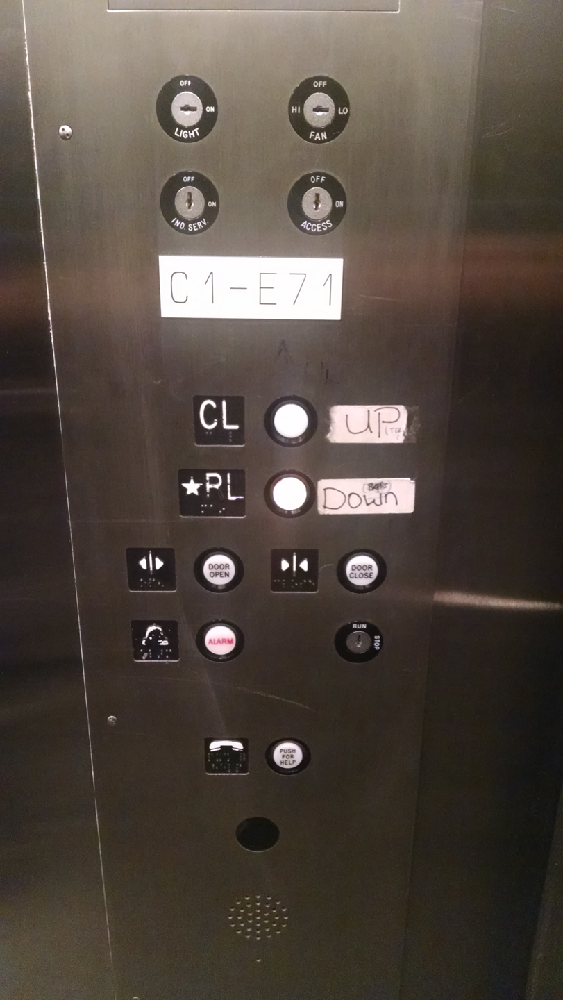 OFF
ON
LIGHT
OFF
HI
LO
FAN
OFF
ON
IND. SERV.
OFF
ON
ACCESS
C1-E71
CL
UP
★PL
Down
DOOR
OPEN
DOOR
CLOSE
ALARM
RUN
STOP
PUSH
FOR
HELP